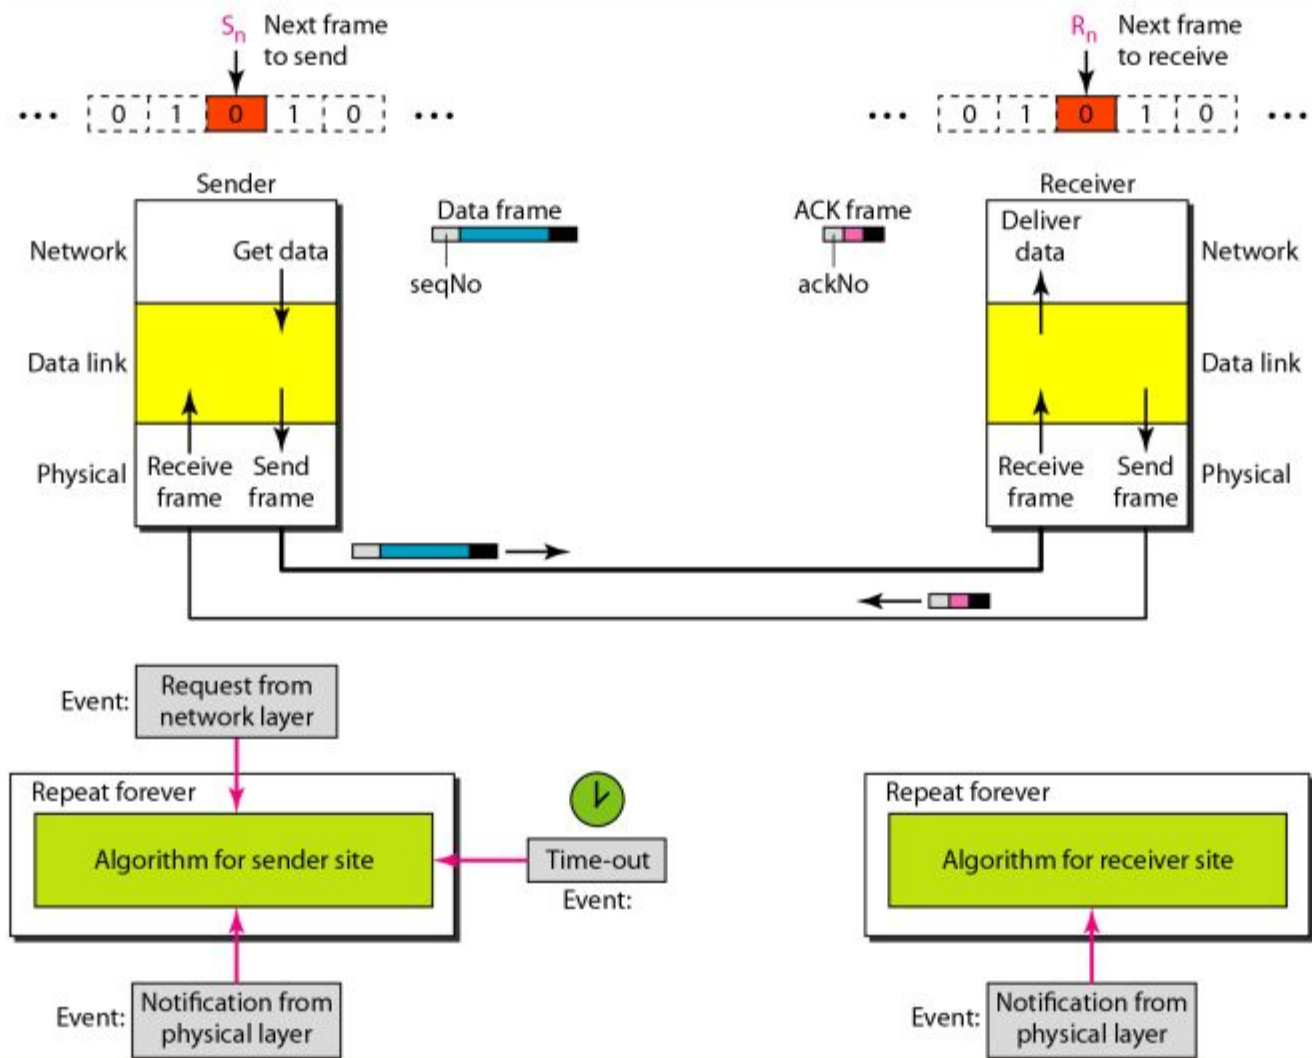 Sn Next frame
to send
Rn Next frame
to receive
... 0 1 0 1 0 ...
... 0 1 0 1 0 ...
Sender
Receiver
Data frame
seqNo
ACK frame
ackNo
Network
Get data
Deliver
data
Network
Data link
Data link
Physical
Receive
frame
Send
frame
Receive
frame
Send
frame
Physical
Event:
Request from
network layer
Repeat forever
Algorithm for sender site
Time-out
Event:
Repeat forever
Algorithm for receiver site
Event:
Notification from
physical layer
Event:
Notification from
physical layer